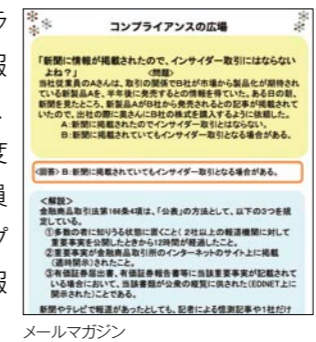 ラ
報
、
度
員
プ
報
コンプライアンスの広場
「新聞に情報が掲載されたので、インサイダー取引にはならない
よね？」 <問題>
当社従業員のAさんは、取引の関係でB社が市場から製品化が期待され
ている新製品Aを、半年後に発売するとの情報を得ていた。ある日の朝、
新聞を見たところ、新製品AがB社から発売されるとの記事が掲載されて
いたので、出社の際に奥さんにB社の株式を購入するように依頼した。
A:新聞に掲載されたのでインサイダー取引とはならない。
B:新聞に掲載されていてもインサイダー取引となる場合がある。
<回答> B:新聞に掲載されていてもインサイダー取引となる場合がある。
<解説>
金融商品取引法第166条4項は、「公表」の方法として、以下の3つを規
定している。
①多数の者に知りうる状態に置くこと(2社以上の報道機関に対して
重要事実を公開したときから12時間が経過したこと。
②重要事実が金融商品取引所のインターネットのサイト上に掲載
(適時開示)されたこと。
③有価証券届出書、有価証券報告書等に当該重要事実が記載されて
いる場合において、当該書類が公衆の縦覧に供された(EDINET上に
開示された)ことである。
新聞やテレビで報道があったとしても、記者による憶測記事や1社だけ
メールマガジン